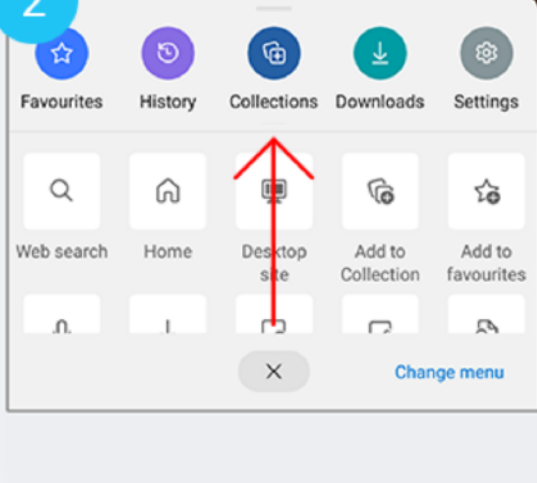 2
Favourites History Collections Downloads Settings
Web search Home Desktop site Add to Collection Add to favourites
Change menu